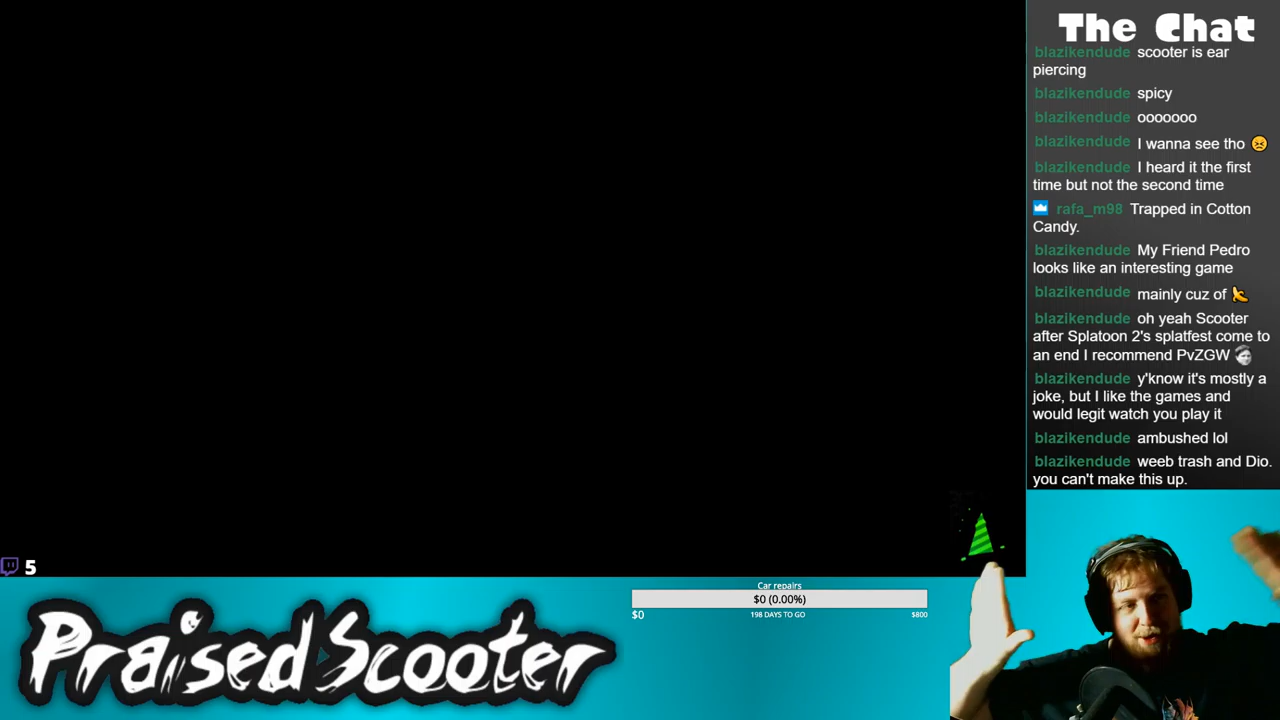 The Chat
blazikendude scooter is ear
piercing
blazikendude spicy
blazikendude ooooooo
blazikendude I wanna see tho 😣
blazikendude I heard it the first
time but not the second time
rafa_m98 Trapped in Cotton
Candy.
blazikendude My Friend Pedro
looks like an interesting game
blazikendude mainly cuz of 🍌
blazikendude oh yeah Scooter
after Splatoon 2's splatfest come to
an end I recommend PvZGW
blazikendude y'know it's mostly a
joke, but I like the games and
would legit watch you play it
blazikendude ambushed lol
blazikendude weeb trash and Dio.
you can't make this up.
5
Car repairs
$0 (0.00%)
$0 198 DAYS TO GO $800
PraisedScooter